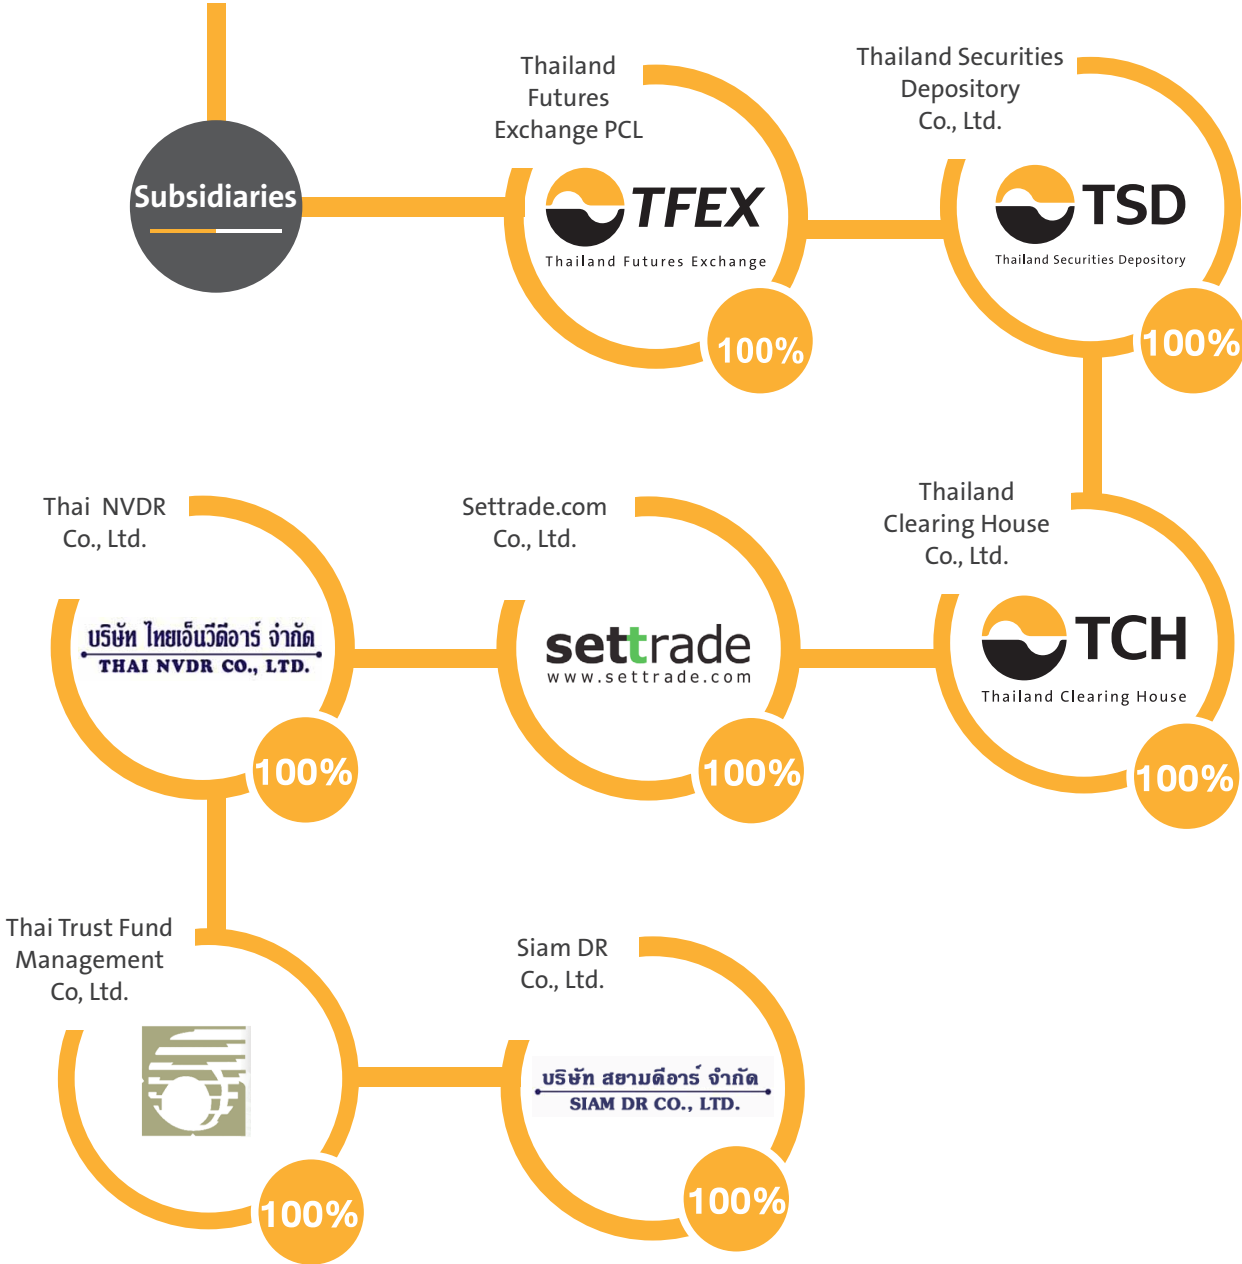 Subsidiaries
Thailand
Futures
Exchange PCL
TFEX
Thailand Futures Exchange
100%
Thailand Securities
Depository
Co., Ltd.
TSD
Thailand Securities Depository
100%
Thai NVDR
Co., Ltd.
บริษัท ไทยเอ็นวีดีอาร์ จำกัด
THAI NVDR CO., LTD.
100%
Settrade.com
Co., Ltd.
settrade
www.settrade.com
100%
Thailand
Clearing House
Co., Ltd.
TCH
Thailand Clearing House
100%
Thai Trust Fund
Management
Co, Ltd.
100%
Siam DR
Co., Ltd.
บริษัท สยามดีอาร์ จำกัด
SIAM DR CO., LTD.
100%